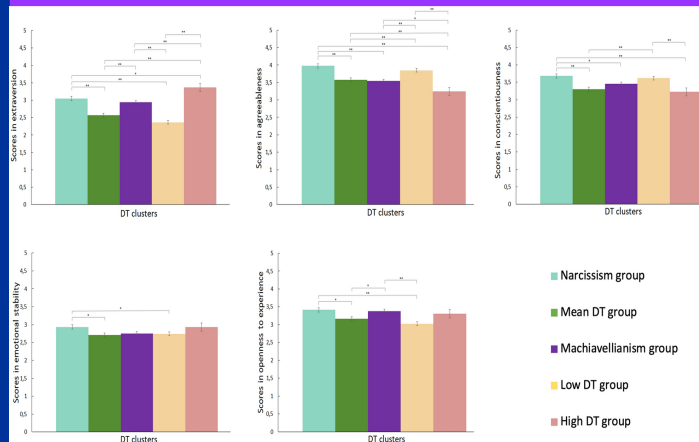 Scores in extraversion
5
4,5
4
3,5
3
2,5
2
1,5
1
0,5
0
** ** ** ** ** ** * **
DT clusters
Scores in agreeableness
5
4,5
4
3,5
3
2,5
2
1,5
1
0,5
0
** * ** ** ** ** ** **
DT clusters
Scores in conscientiousness
5
4,5
4
3,5
3
2,5
2
1,5
1
0,5
0
** ** ** * **
DT clusters
Scores in emotional stability
5
4,5
4
3,5
3
2,5
2
1,5
1
0,5
0
* *
DT clusters
Scores in openness to experience
5
4,5
4
3,5
3
2,5
2
1,5
1
0,5
0
** * ** *
DT clusters
Narcissism group
Mean DT group
Machiavellianism group
Low DT group
High DT group